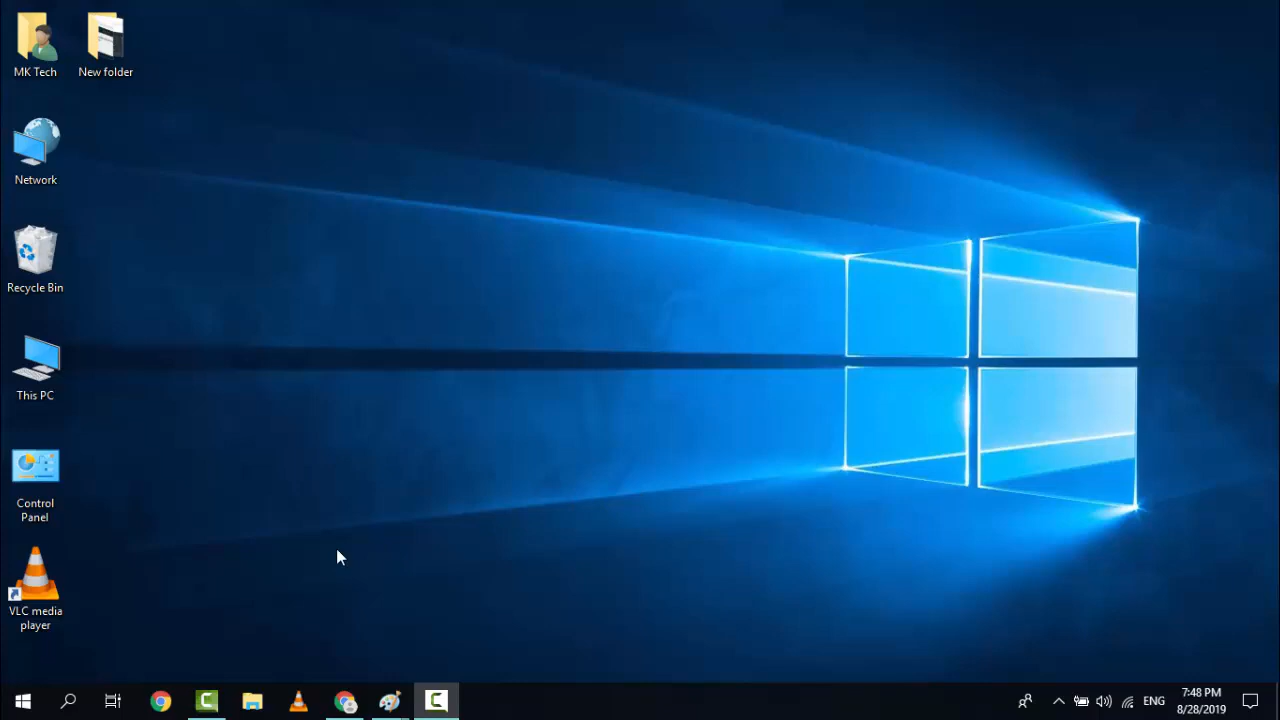 MK Tech
New folder
Network
Recycle Bin
This PC
Control
Panel
VLC media
player
ENG
7:48 PM
8/28/2019